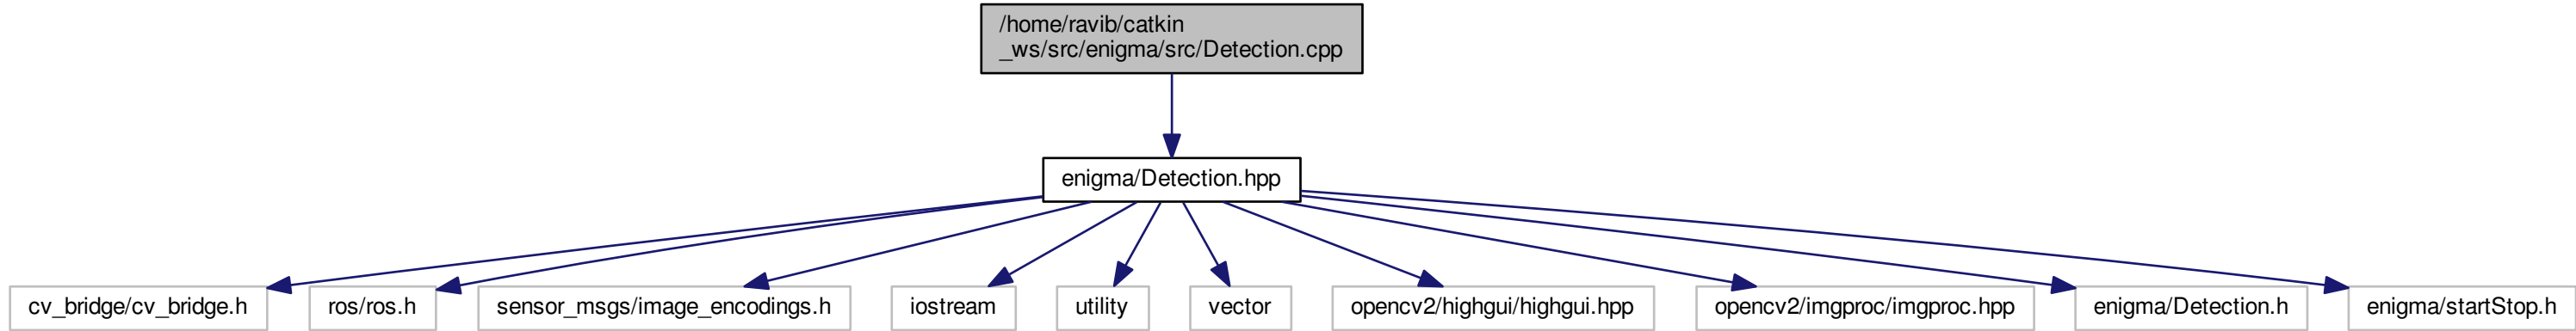 /home/ravib/catkin
_ws/src/enigma/src/Detection.cpp
enigma/Detection.hpp
cv_bridge/cv_bridge.h
ros/ros.h
sensor_msgs/image_encodings.h
iostream
utility
vector
opencv2/highgui/highgui.hpp
opencv2/imgproc/imgproc.hpp
enigma/Detection.h
enigma/startStop.h